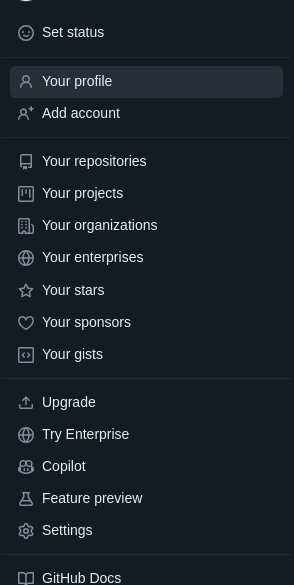 Set status
Your profile
Add account
Your repositories
Your projects
Your organizations
Your enterprises
Your stars
Your sponsors
Your gists
Upgrade
Try Enterprise
Copilot
Feature preview
Settings
GitHub Docs